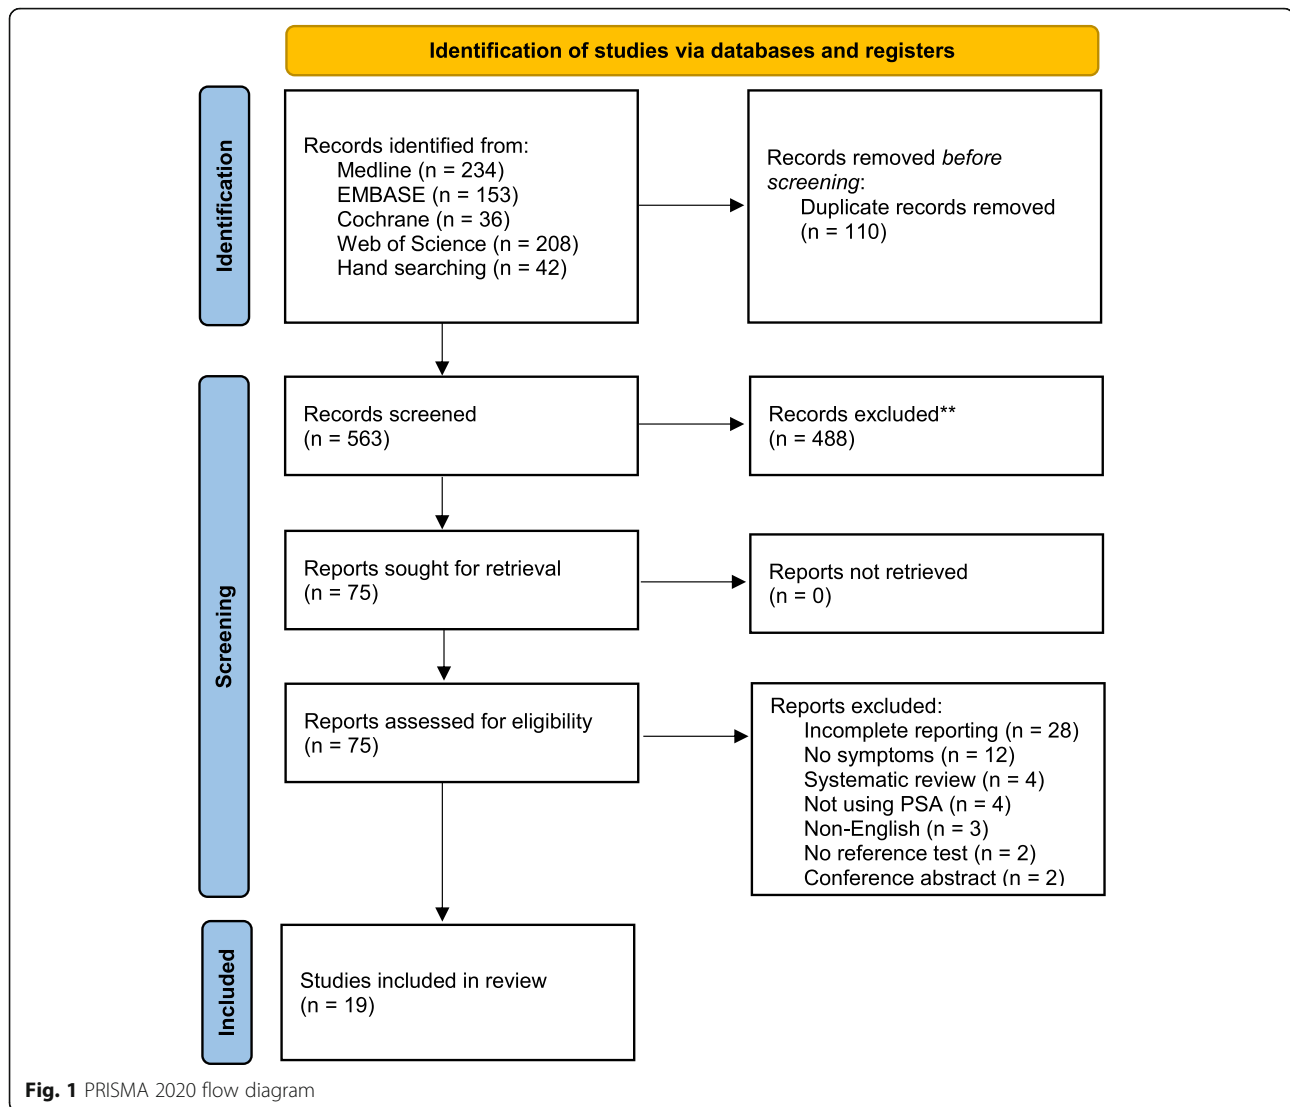 Identification of studies via databases and registers
Identification
Records identified from:
Medline (n = 234)
EMBASE (n = 153)
Cochrane (n = 36)
Web of Science (n = 208)
Hand searching (n = 42)
Records removed before
screening:
Duplicate records removed
(n = 110)
Screening
Records screened
(n = 563)
Records excluded**
(n = 488)
Reports sought for retrieval
(n = 75)
Reports not retrieved
(n = 0)
Reports assessed for eligibility
(n = 75)
Reports excluded:
Incomplete reporting (n = 28)
No symptoms (n = 12)
Systematic review (n = 4)
Not using PSA (n = 4)
Non-English (n = 3)
No reference test (n = 2)
Conference abstract (n = 2)
Included
Studies included in review
(n = 19)
Fig. 1 PRISMA 2020 flow diagram